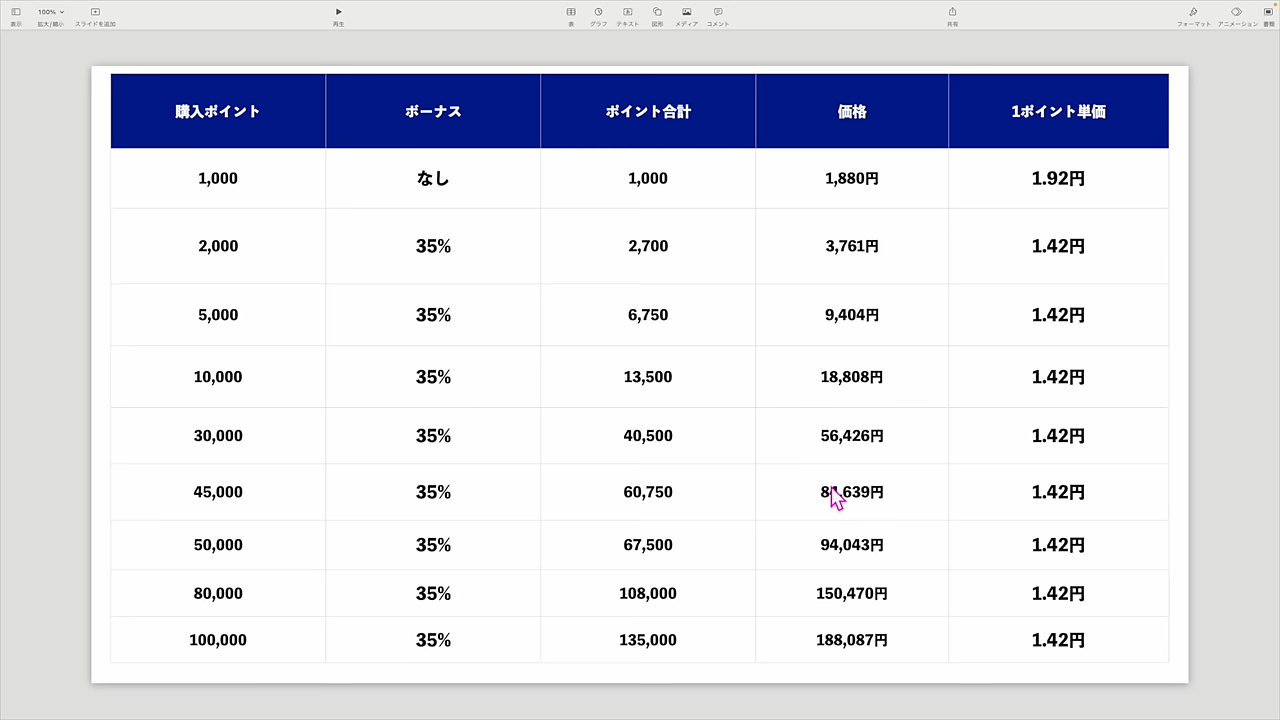 100%
表示 拡大/縮小 スライドを追加 再生 表 グラフ テキスト 図形 メディア コメント 共有 フォーマット アニメーション 書類
購入ポイント ボーナス ポイント合計 価格 1ポイント単価
1,000 なし 1,000 1,880円 1.92円
2,000 35% 2,700 3,761円 1.42円
5,000 35% 6,750 9,404円 1.42円
10,000 35% 13,500 18,808円 1.42円
30,000 35% 40,500 56,426円 1.42円
45,000 35% 60,750 1.42円
50,000 35% 67,500 94,043円 1.42円
80,000 35% 108,000 150,470円 1.42円
100,000 35% 135,000 188,087円 1.42円